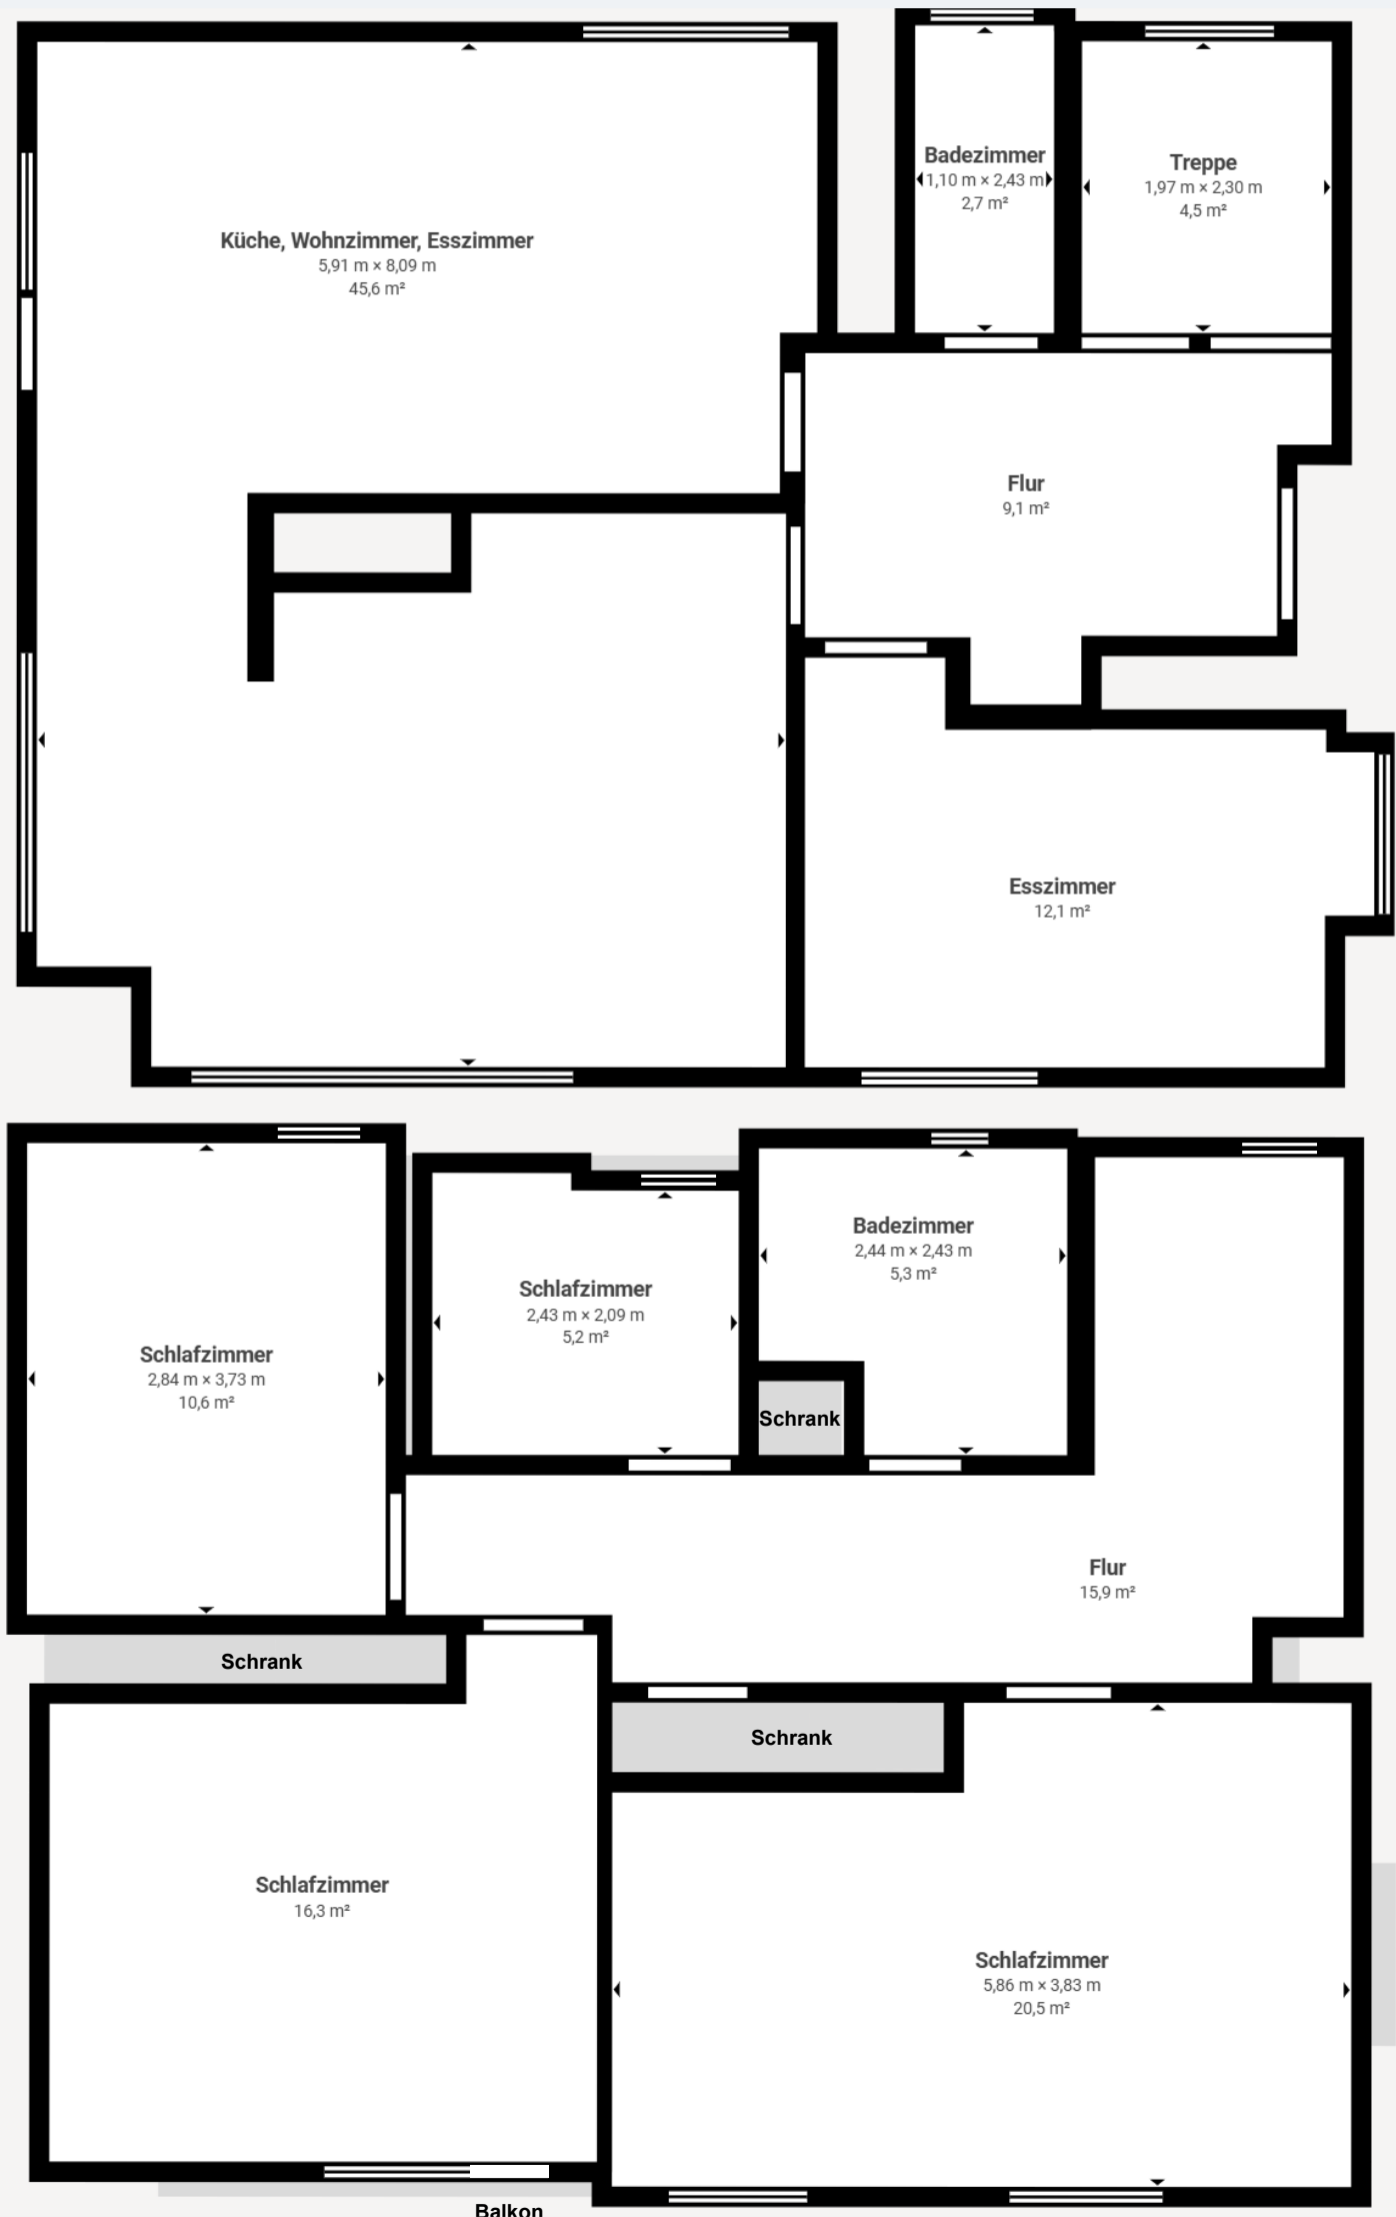 Badezimmer
1,10 m × 2,43 m
2,7 m²
Treppe
1,97 m × 2,30 m
4,5 m²
Küche, Wohnzimmer, Esszimmer
5,91 m × 8,09 m
45,6 m²
Flur
9,1 m²
Esszimmer
12,1 m²
Badezimmer
2,44 m × 2,43 m
5,3 m²
Schlafzimmer
2,43 m × 2,09 m
5,2 m²
Schlafzimmer
2,84 m × 3,73 m
10,6 m²
Schrank
Flur
15,9 m²
Schrank
Schrank
Schlafzimmer
16,3 m²
Schlafzimmer
5,86 m × 3,83 m
20,5 m²
Balkon